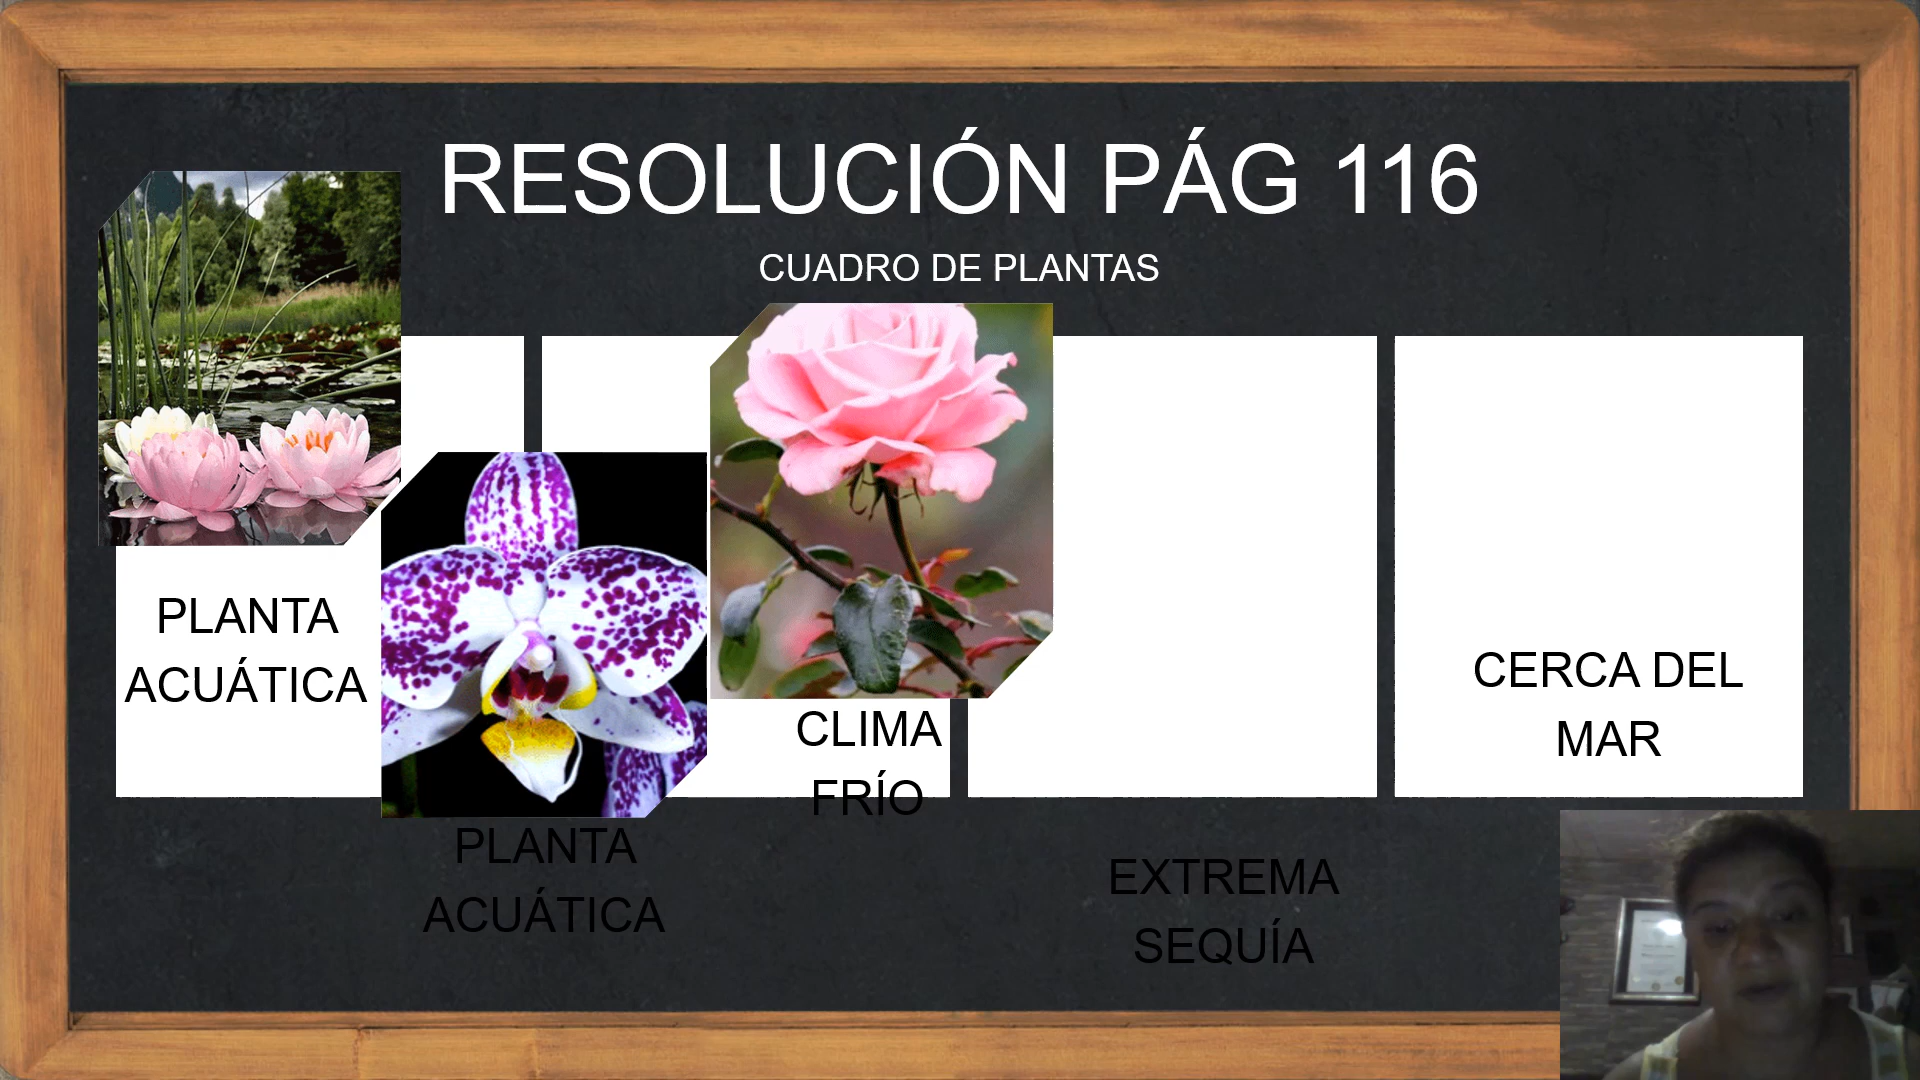 RESOLUCIÓN PÁG 116
CUADRO DE PLANTAS
PLANTA
ACUÁTICA
PLANTA
ACUÁTICA
CLIMA
FRÍO
EXTREMA
SEQUÍA
CERCA DEL
MAR